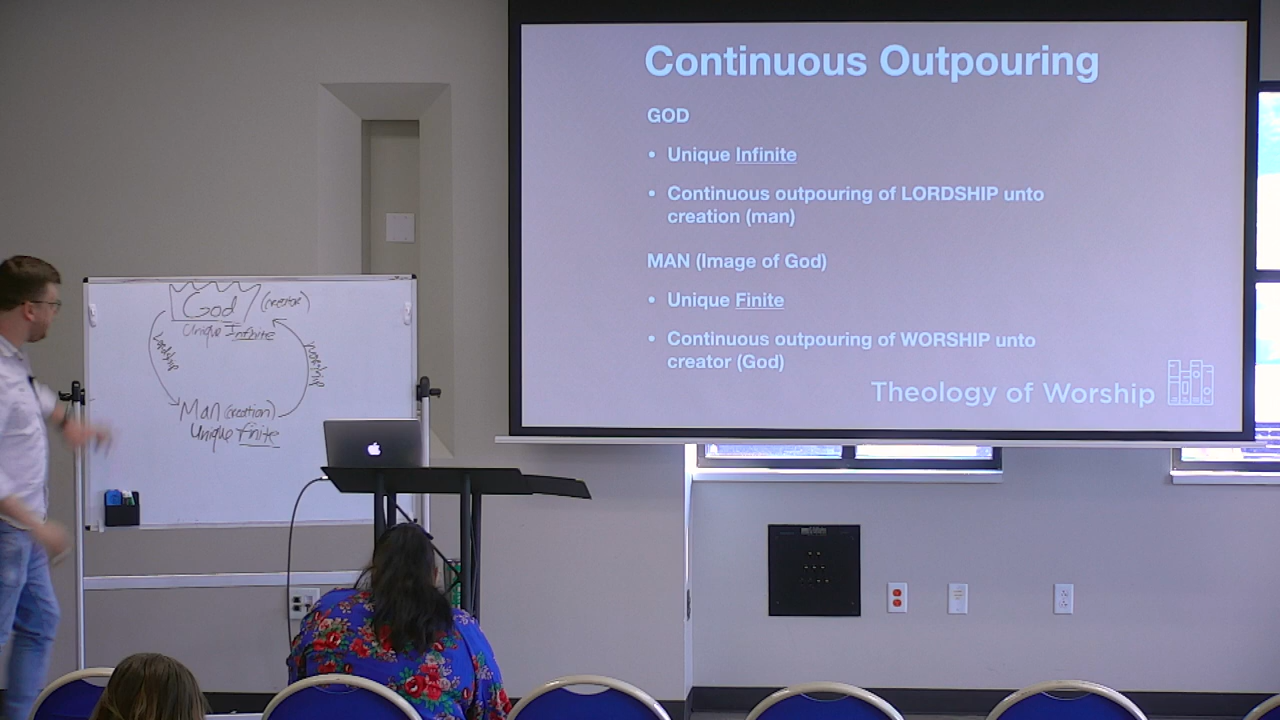 Continuous Outpouring
GOD
• Unique Infinite
• Continuous outpouring of LORDSHIP unto
creation (man)
MAN (Image of God)
• Unique Finite
• Continuous outpouring of WORSHIP unto
creator (God)
Theology of Worship
God (creator)
Unique Infinite
Lordship
worship
Man (creation)
Unique finite